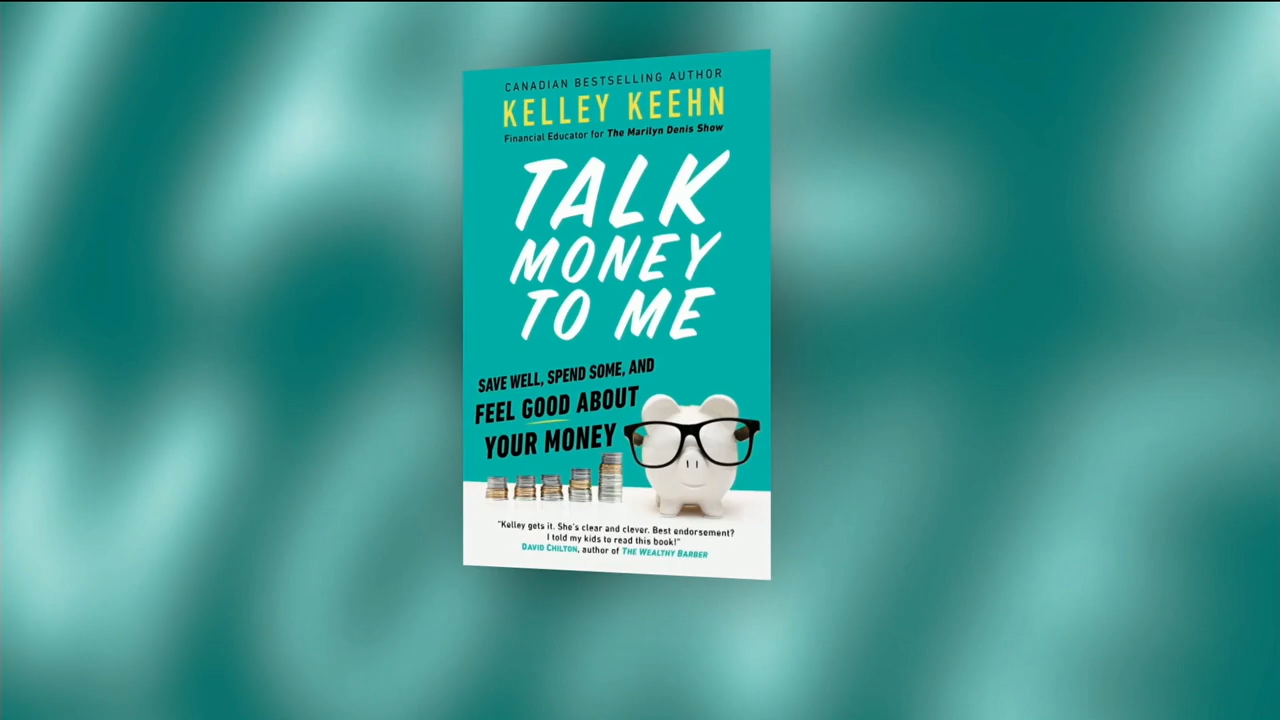 CANADIAN BESTSELLING AUTHOR
KELLEY KEEHN
Financial Educator for The Marilyn Denis Show
TALK
MONEY
TO ME
SAVE WELL, SPEND SOME, AND
FEEL GOOD ABOUT
YOUR MONEY
"Kelley gets it. She's clear and clever. Best endorsement?
I told my kids to read this book!"
DAVID CHILTON, author of THE WEALTHY BARBER